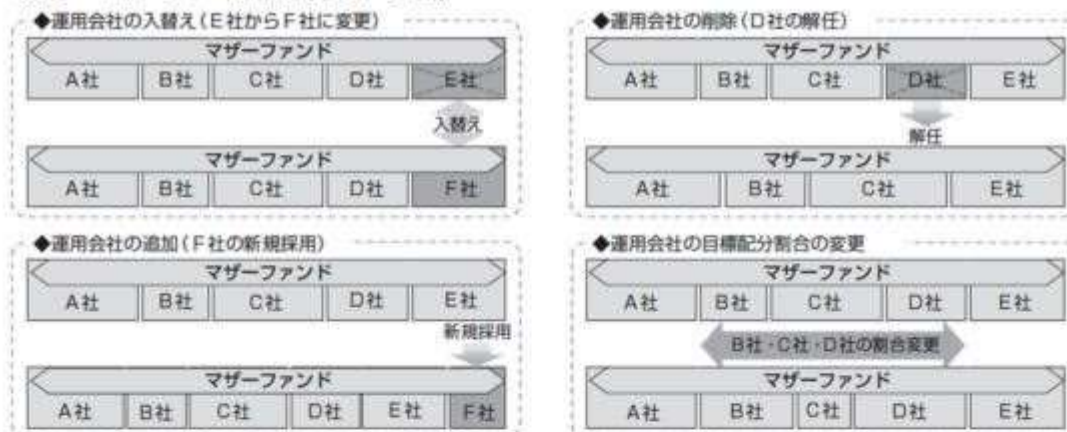 ◆運用会社の入替え(E社からF社に変更)
マザーファンド
A社 B社 C社 D社 E社
入替え
マザーファンド
A社 B社 C社 D社 F社
◆運用会社の削除(D社の解任)
マザーファンド
A社 B社 C社 D社 E社
解任
マザーファンド
A社 B社 C社 E社
◆運用会社の追加(F社の新規採用)
マザーファンド
A社 B社 C社 D社 E社
新規採用
マザーファンド
A社 B社 C社 D社 E社 F社
◆運用会社の目標配分割合の変更
マザーファンド
A社 B社 C社 D社 E社
B社・C社・D社の割合変更
マザーファンド
A社 B社 C社 D社 E社